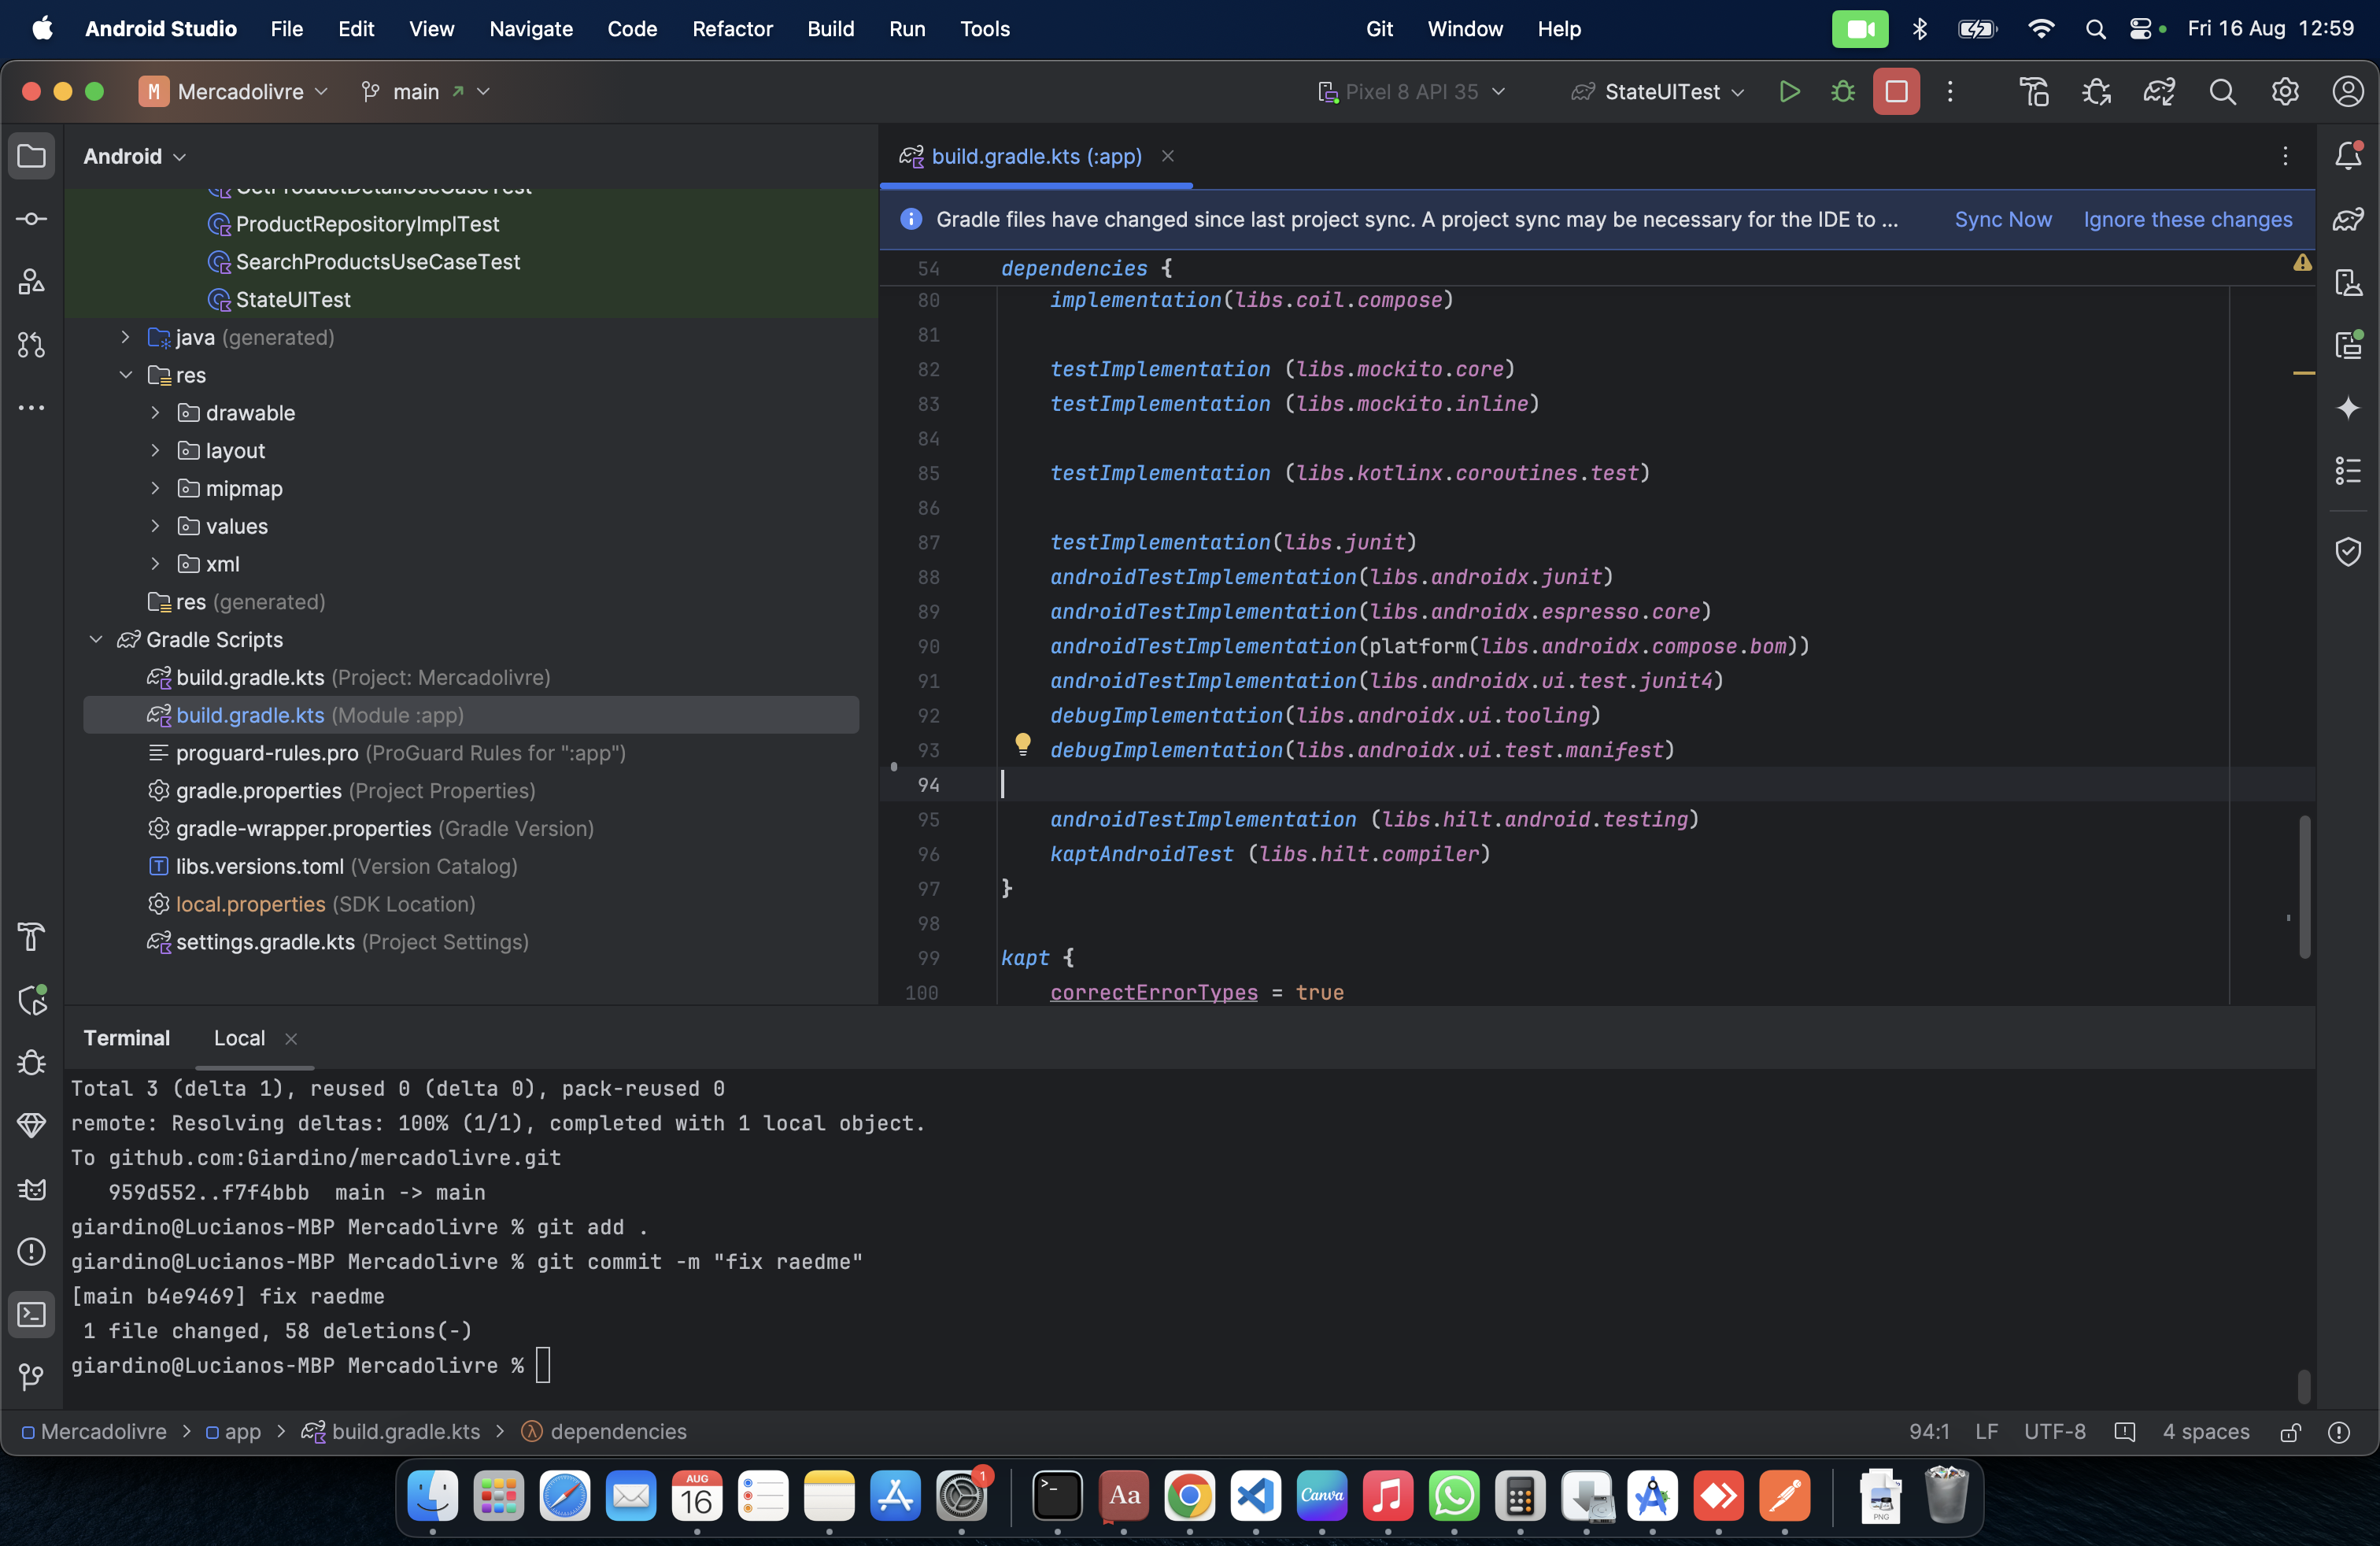 Android Studio File Edit View Navigate Code Refactor Build Run Tools Git Window Help Fri 16 Aug 12:59
M Mercadolivre main Pixel 8 API 35 StateUITest
Android
GetProductDetailUseCaseTest
ProductRepositoryImplTest
SearchProductsUseCaseTest
StateUITest
java (generated)
res
drawable
layout
mipmap
values
xml
res (generated)
Gradle Scripts
build.gradle.kts (Project: Mercadolivre)
build.gradle.kts (Module :app)
proguard-rules.pro (ProGuard Rules for ":app")
gradle.properties (Project Properties)
gradle-wrapper.properties (Gradle Version)
libs.versions.toml (Version Catalog)
local.properties (SDK Location)
settings.gradle.kts (Project Settings)
build.gradle.kts (:app)
Gradle files have changed since last project sync. A project sync may be necessary for the IDE to ... Sync Now Ignore these changes
54 dependencies {
80 implementation(libs.coil.compose)
81
82 testImplementation (libs.mockito.core)
83 testImplementation (libs.mockito.inline)
84
85 testImplementation (libs.kotlinx.coroutines.test)
86
87 testImplementation(libs.junit)
88 androidTestImplementation(libs.androidx.junit)
89 androidTestImplementation(libs.androidx.espresso.core)
90 androidTestImplementation(platform(libs.androidx.compose.bom))
91 androidTestImplementation(libs.androidx.ui.test.junit4)
92 debugImplementation(libs.androidx.ui.tooling)
93 debugImplementation(libs.androidx.ui.test.manifest)
94
95 androidTestImplementation (libs.hilt.android.testing)
96 kaptAndroidTest (libs.hilt.compiler)
97 }
98
99 kapt {
100 correctErrorTypes = true
Terminal Local
Total 3 (delta 1), reused 0 (delta 0), pack-reused 0
remote: Resolving deltas: 100% (1/1), completed with 1 local object.
To github.com:Giardino/mercadolivre.git
959d552..f7f4bbb main -> main
giardino@Lucianos-MBP Mercadolivre % git add .
giardino@Lucianos-MBP Mercadolivre % git commit -m "fix raedme"
[main b4e9469] fix raedme
1 file changed, 58 deletions(-)
giardino@Lucianos-MBP Mercadolivre %
Mercadolivre > app > build.gradle.kts > dependencies 94:1 LF UTF-8 4 spaces
AUG
16
1
Aa
Canva
PNG